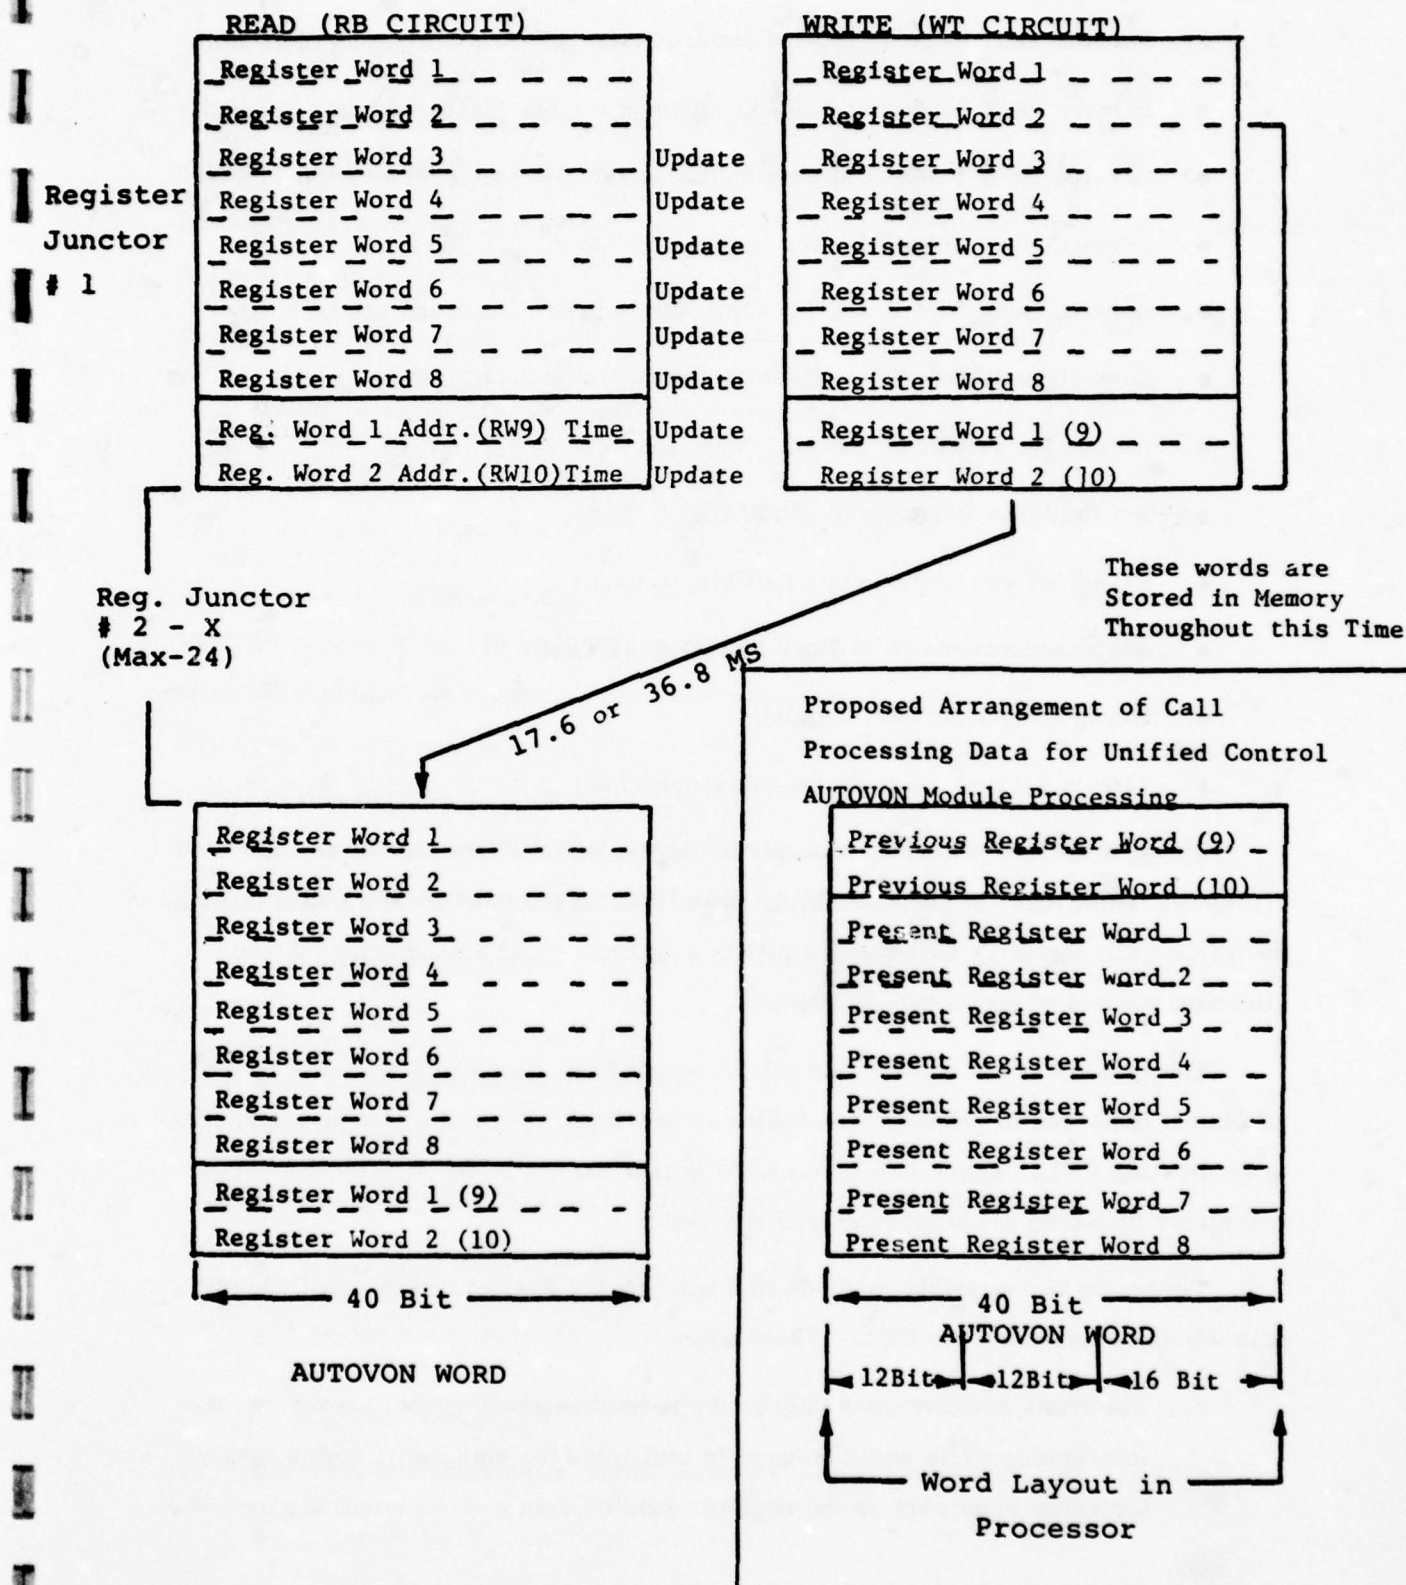 READ (RB CIRCUIT)
Register Word 1
Register Word 2
Register Word 3
Register Word 4
Register Word 5
Register Word 6
Register Word 7
Register Word 8
Reg. Word 1 Addr.(RW9) Time
Reg. Word 2 Addr.(RW10)Time
Update
Update
Update
Update
Update
Update
Update
Update
WRITE (WT CIRCUIT)
Register Word 1
Register Word 2
Register Word 3
Register Word 4
Register Word 5
Register Word 6
Register Word 7
Register Word 8
Register Word 1 (9)
Register Word 2 (10)
Register
Junctor
# 1
Reg. Junctor
# 2 - X
(Max-24)
17.6 or 36.8 MS
These words are
Stored in Memory
Throughout this Time
Register Word 1
Register Word 2
Register Word 3
Register Word 4
Register Word 5
Register Word 6
Register Word 7
Register Word 8
Register Word 1 (9)
Register Word 2 (10)
40 Bit
AUTOVON WORD
Proposed Arrangement of Call
Processing Data for Unified Control
AUTOVON Module Processing
Previous Register Word (9)
Previous Register Word (10)
Present Register Word 1
Present Register Word 2
Present Register Word 3
Present Register Word 4
Present Register Word 5
Present Register Word 6
Present Register Word 7
Present Register Word 8
40 Bit
AUTOVON WORD
12Bit 12Bit 16 Bit
Word Layout in
Processor